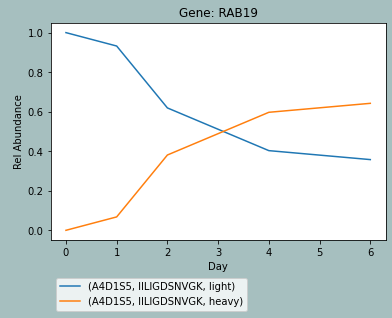 Gene: RAB19
1.0
0.8
0.6
0.4
0.2
0.0
Rel Abundance
0 1 2 3 4 5 6
Day
(A4D1S5, IILIGDSNVGK, light)
(A4D1S5, IILIGDSNVGK, heavy)